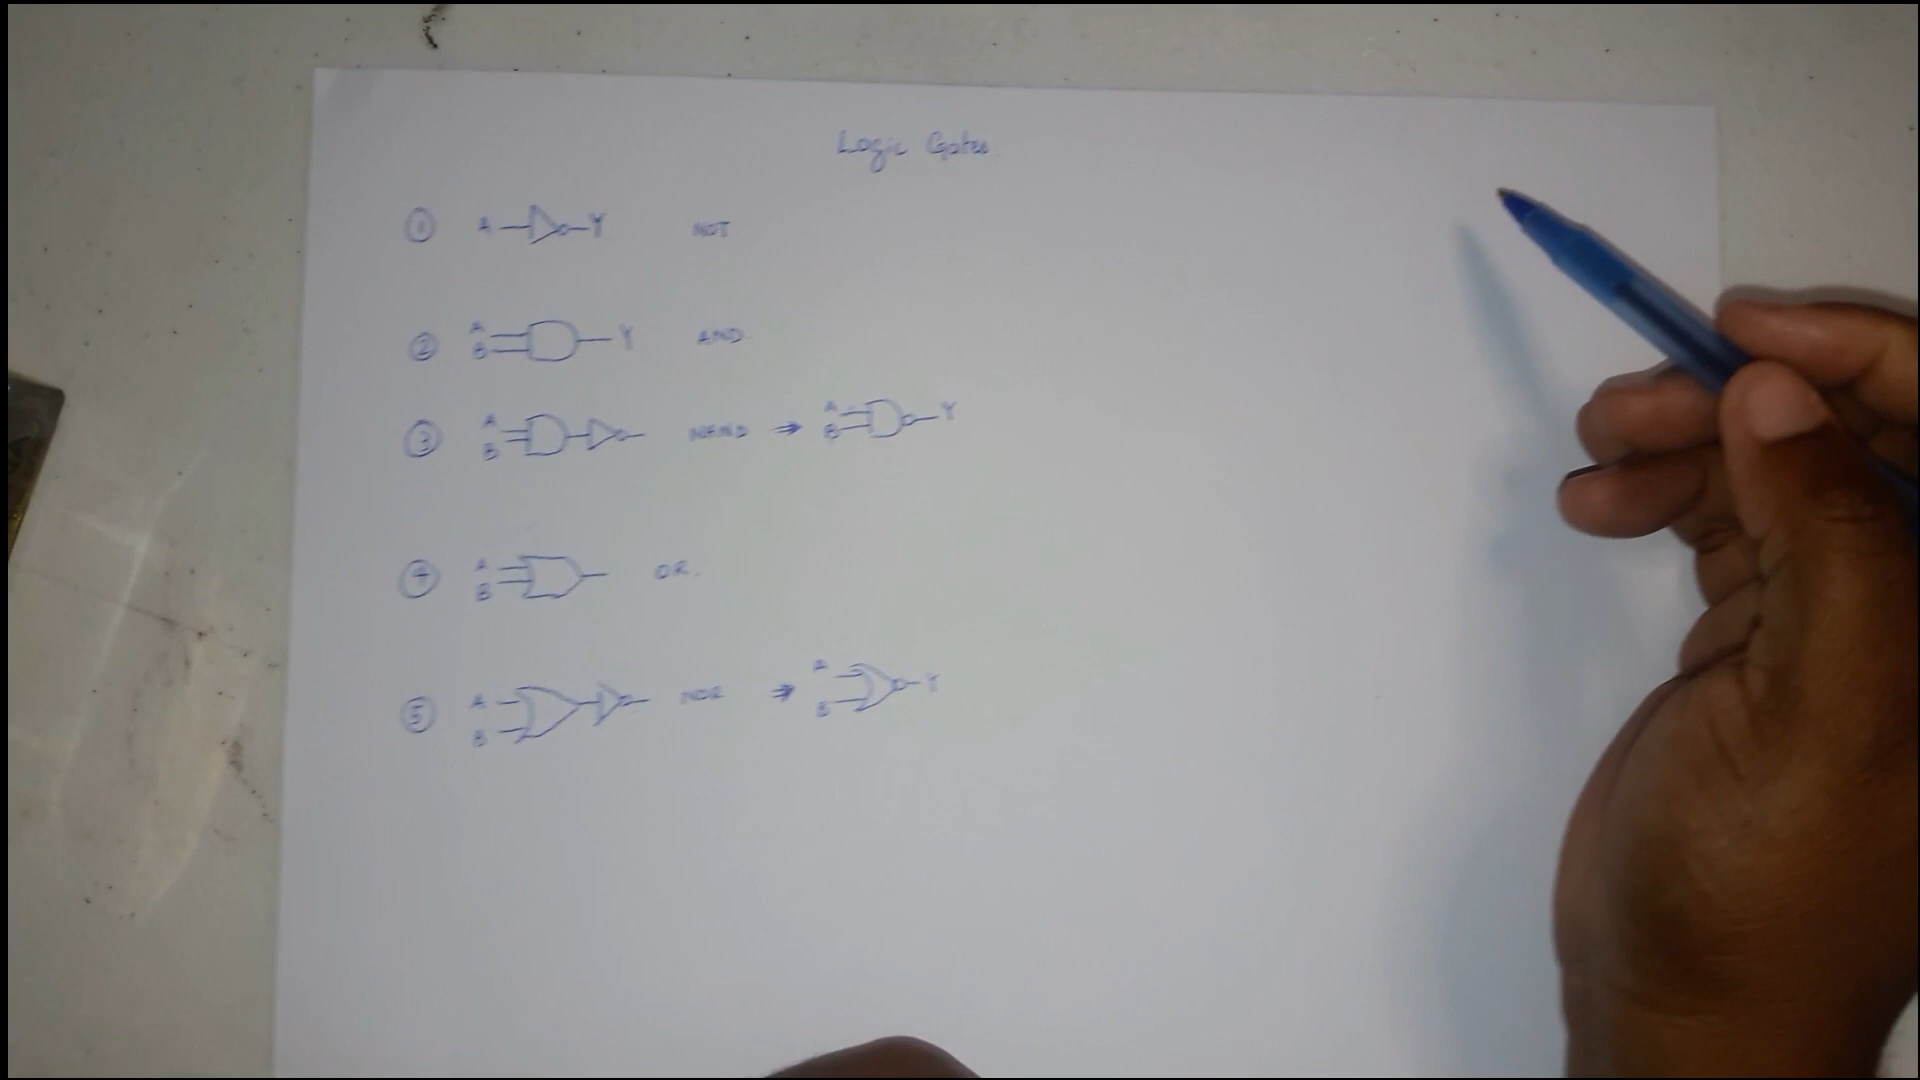 Logic Gates
① A Y NOT
② A B Y AND
③ A B NAND ⇒ A B Y
④ A B OR.
⑤ A B NOR ⇒ A B Y